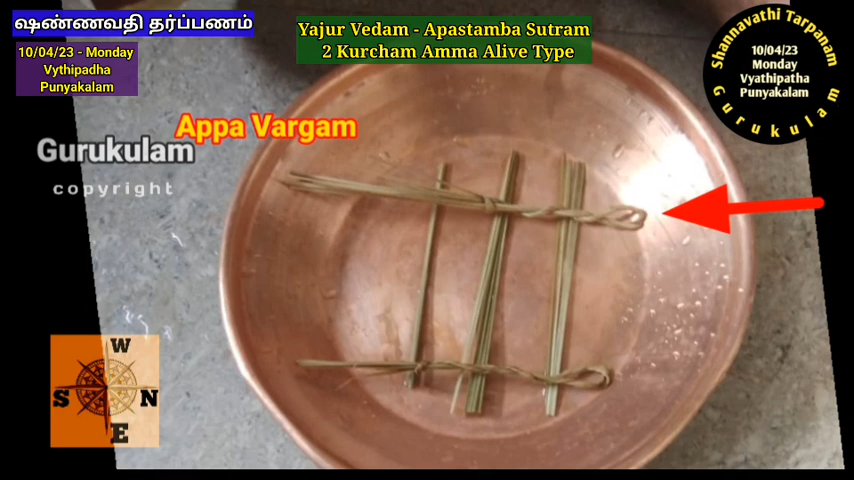 ஷண்ணவதி தர்ப்பணம்
10/04/23 - Monday
Vythipadha
Punyakalam
Yajur Vedam - Apastamba Sutram
2 Kurcham Amma Alive Type
Shannavathi Tarpanam
10/04/23
Monday
Vyathipatha
Punyakalam
Gurukulam
Appa Vargam
Gurukulam
copyright
W
S N
E